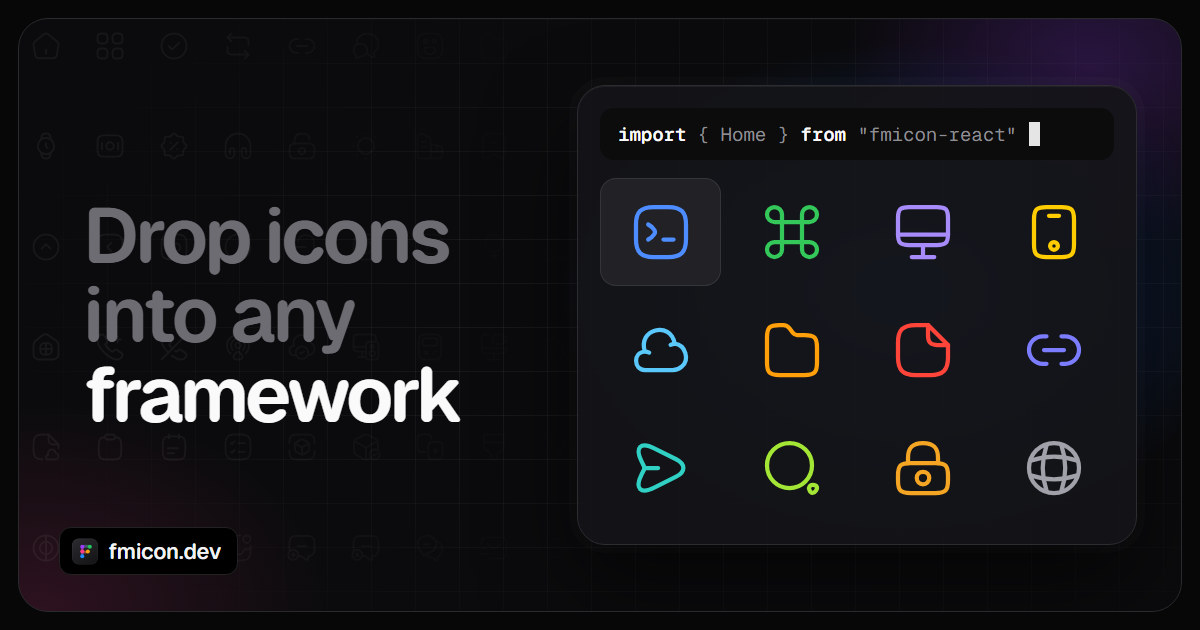 Drop icons
into any
framework
fmicon.dev
import { Home } from "fmicon-react"